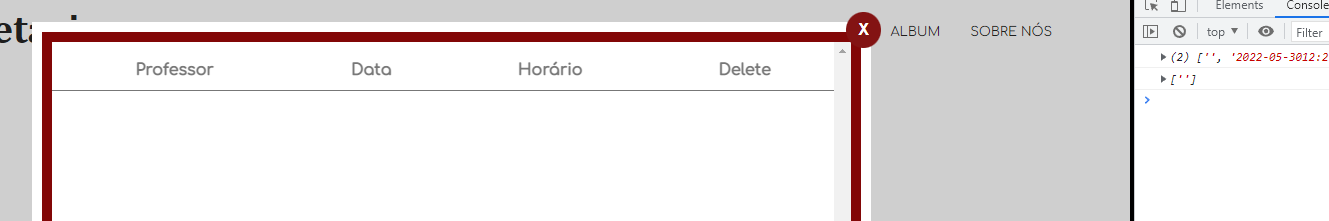 X
ALBUM SOBRE NÓS
Professor Data Horário Delete
Elements Console
top Filter
(2) ['', '2022-05-3012:2
['']